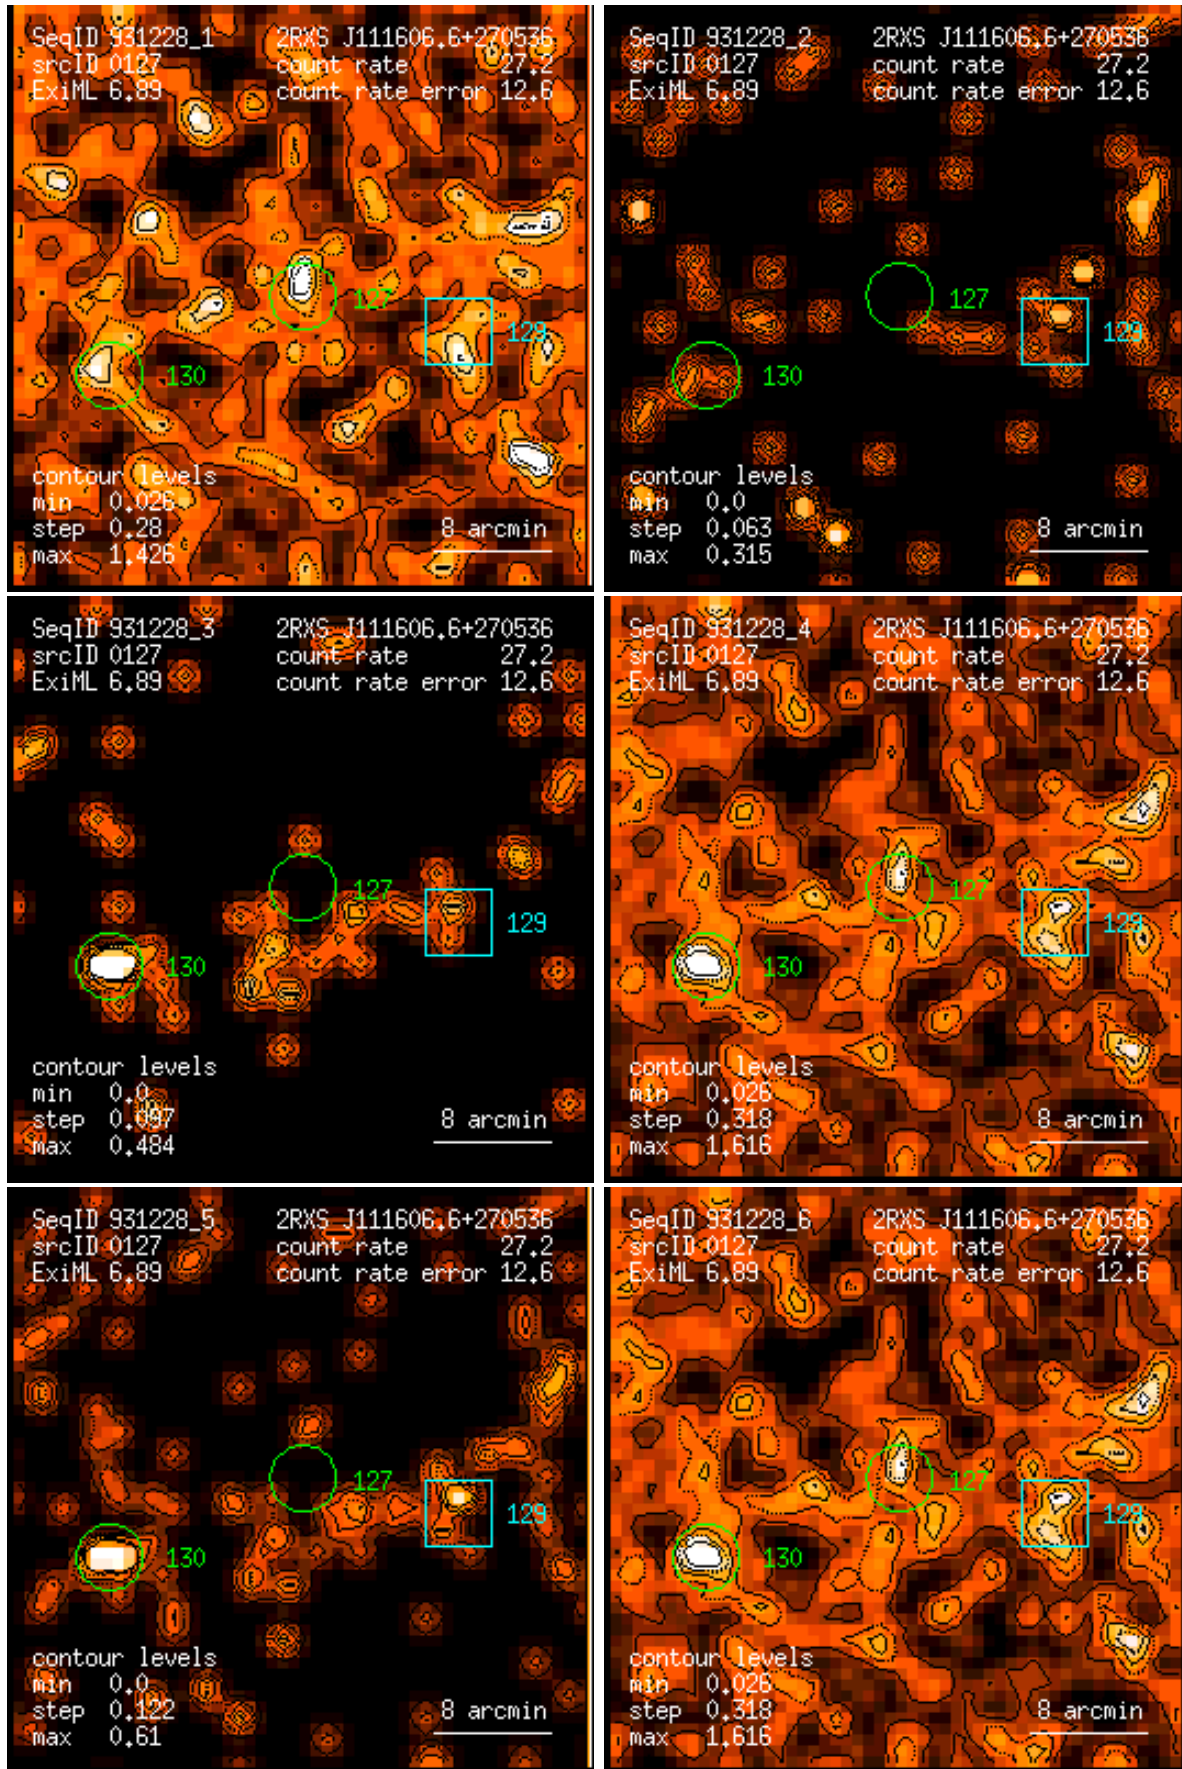 SeqID 931228_1 2RXS J111606.6+270536
srcID 0127 count rate 27.2
ExiML 6.89 count rate error 12.6
127
129
130
contour levels
min 0.026
step 0.28 8 arcmin
max 1.426
SeqID 931228_2 2RXS J111606.6+270536
srcID 0127 count rate 27.2
ExiML 6.89 count rate error 12.6
127
129
130
contour levels
min 0.0
step 0.063 8 arcmin
max 0.315
SeqID 931228_3 2RXS J111606.6+270536
srcID 0127 count rate 27.2
ExiML 6.89 count rate error 12.6
127
129
130
contour levels
min 0.0
step 0.097 8 arcmin
max 0.484
SeqID 931228_4 2RXS J111606.6+270536
srcID 0127 count rate 27.2
ExiML 6.89 count rate error 12.6
127
129
130
contour levels
min 0.026
step 0.318 8 arcmin
max 1.616
SeqID 931228_5 2RXS J111606.6+270536
srcID 0127 count rate 27.2
ExiML 6.89 count rate error 12.6
127
129
130
contour levels
min 0.0
step 0.122 8 arcmin
max 0.61
SeqID 931228_6 2RXS J111606.6+270536
srcID 0127 count rate 27.2
ExiML 6.89 count rate error 12.6
127
129
130
contour levels
min 0.026
step 0.318 8 arcmin
max 1.616